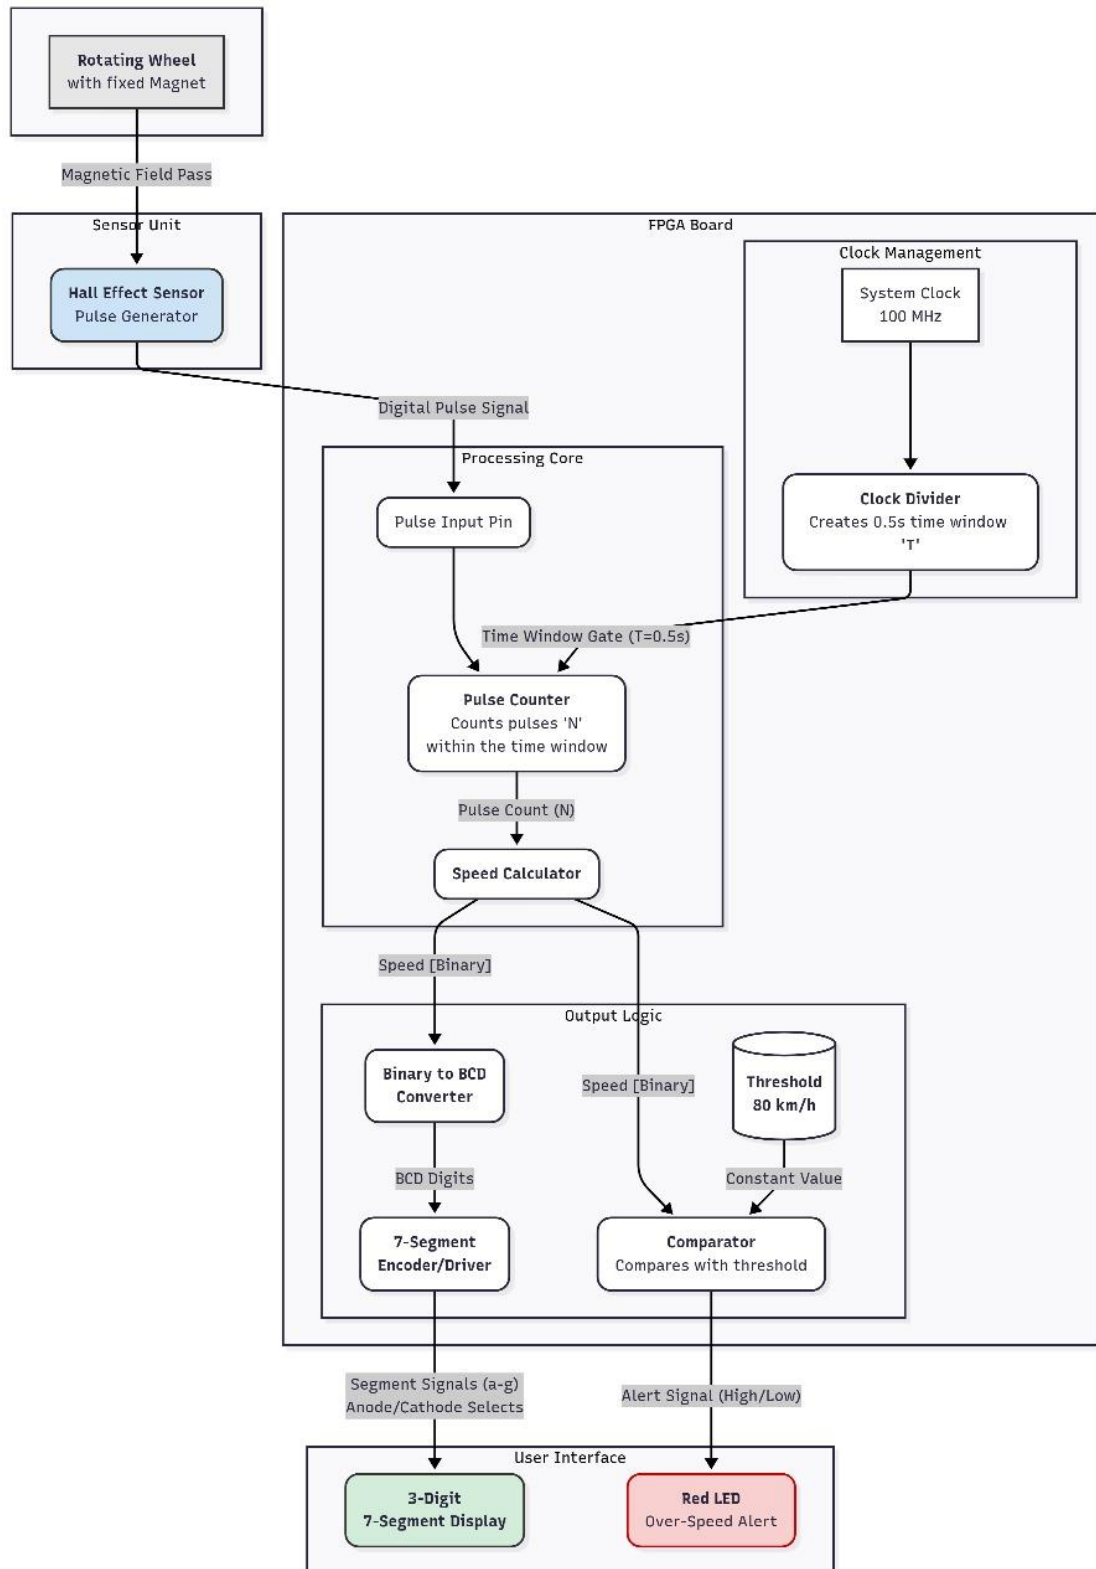 Rotating Wheel
with fixed Magnet
Magnetic Field Pass
Sensor Unit
Hall Effect Sensor
Pulse Generator
FPGA Board
Clock Management
System Clock
100 MHz
Digital Pulse Signal
Processing Core
Pulse Input Pin
Clock Divider
Creates 0.5s time window
'T'
Time Window Gate (T=0.5s)
Pulse Counter
Counts pulses 'N'
within the time window
Pulse Count (N)
Speed Calculator
Speed [Binary]
Output Logic
Binary to BCD
Converter
Speed [Binary]
Threshold
80 km/h
BCD Digits
Constant Value
7-Segment
Encoder/Driver
Comparator
Compares with threshold
Segment Signals (a-g)
Anode/Cathode Selects
Alert Signal (High/Low)
User Interface
3-Digit
7-Segment Display
Red LED
Over-Speed Alert